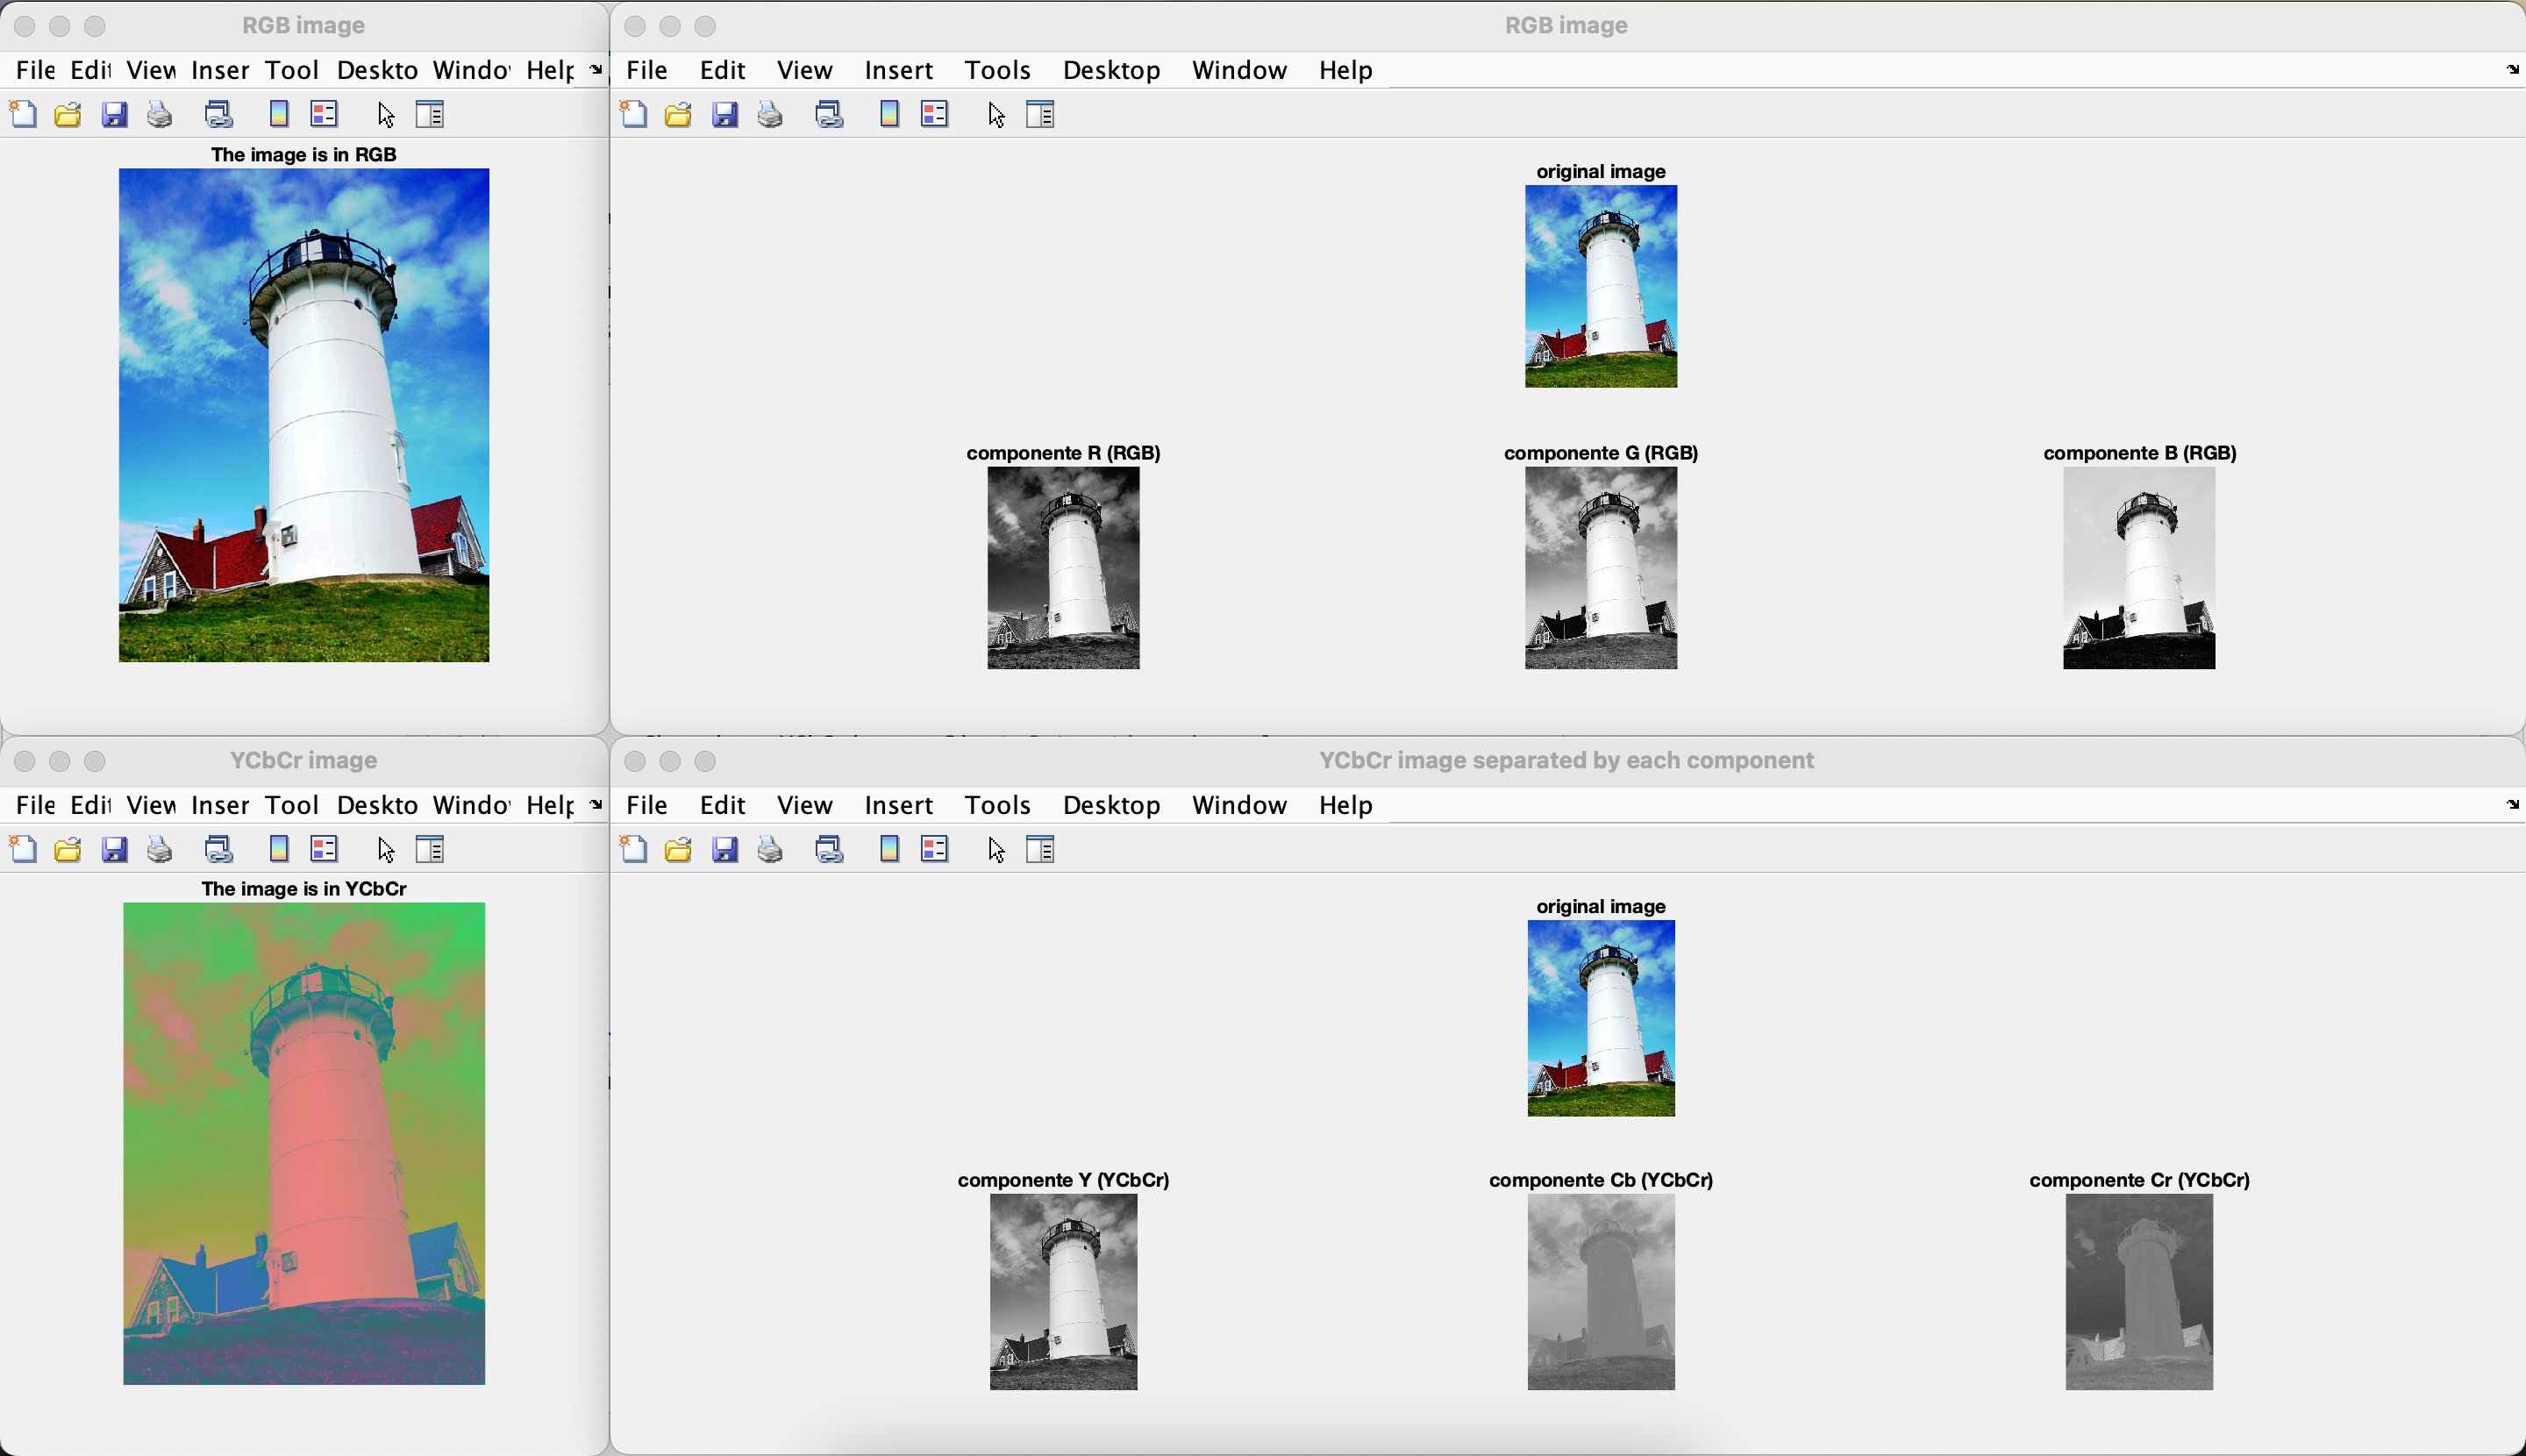 RGB image
File Edit View Inser Tool Deskto Windo Help
The image is in RGB
RGB image
File Edit View Insert Tools Desktop Window Help
original image
componente R (RGB) componente G (RGB) componente B (RGB)
YCbCr image
File Edit View Inser Tool Deskto Windo Help
The image is in YCbCr
YCbCr image separated by each component
File Edit View Insert Tools Desktop Window Help
original image
componente Y (YCbCr) componente Cb (YCbCr) componente Cr (YCbCr)